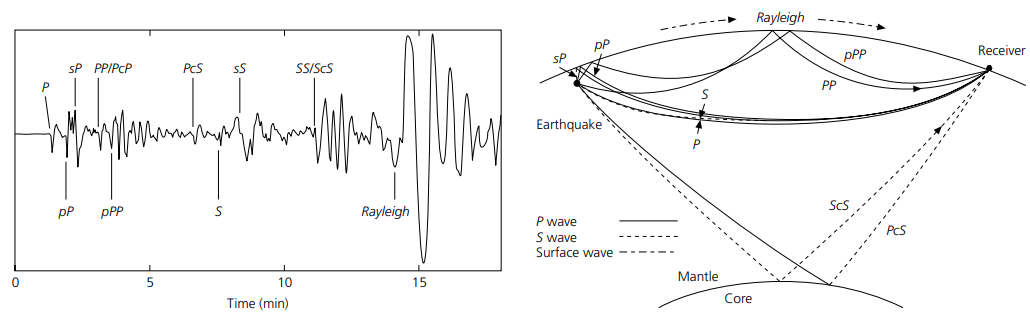 P
sP
PP/PcP
PcS
sS
SS/ScS
pP
pPP
S
Rayleigh
0
5
10
15
Time (min)
Rayleigh
sP
pP
pPP
PP
Receiver
S
P
Earthquake
ScS
PcS
P wave
S wave
Surface wave
Mantle
Core